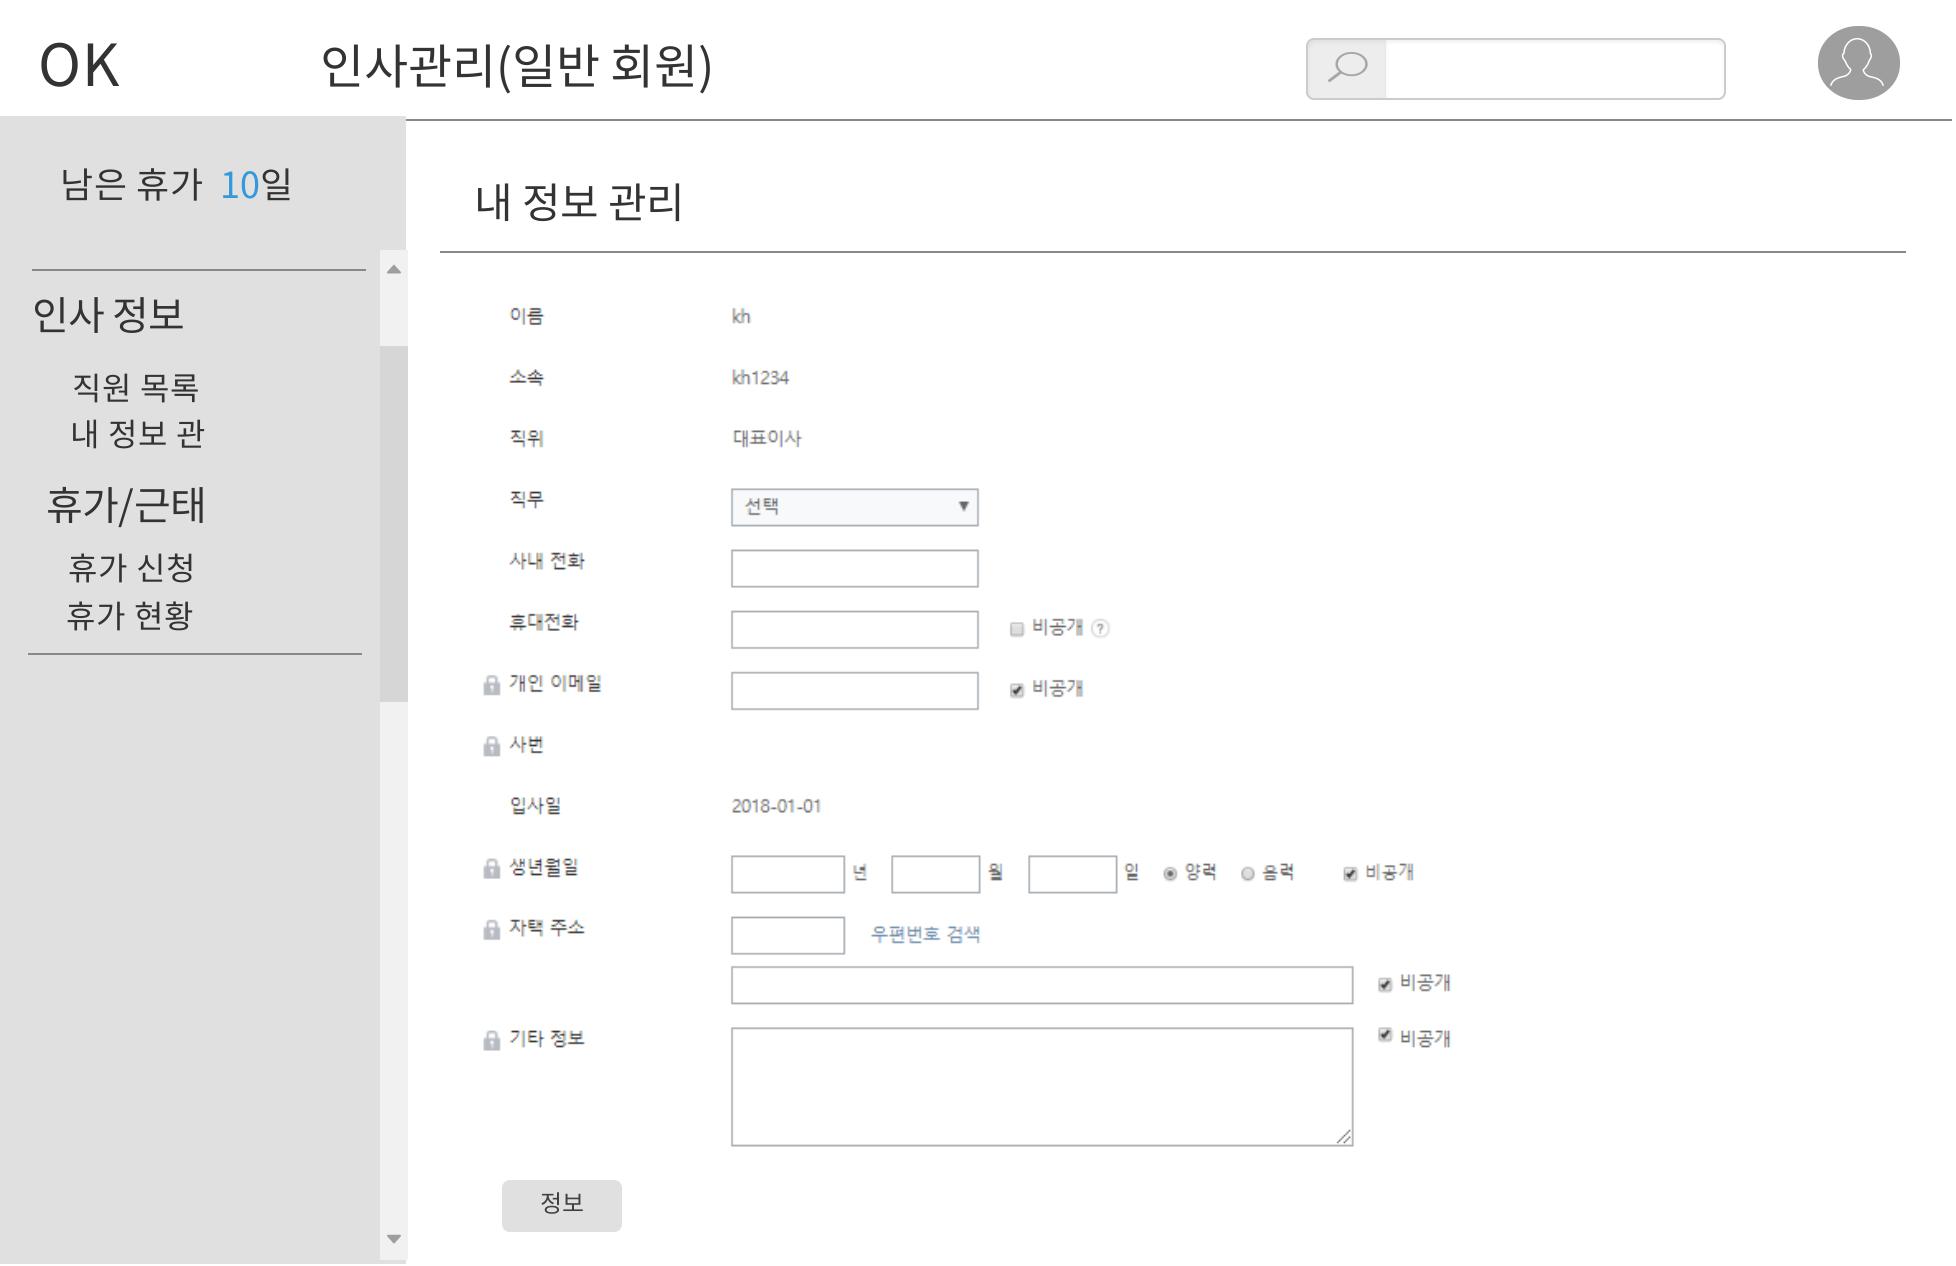 OK
인사관리(일반 회원)
남은 휴가 10일
인사 정보
직원 목록
내 정보 관
휴가/근태
휴가 신청
휴가 현황
내 정보 관리
이름 kh
소속 kh1234
직위 대표이사
직무 선택
사내 전화
휴대전화 비공개 ?
개인 이메일 비공개
사번
입사일 2018-01-01
생년월일 년 월 일 양력 음력 비공개
자택 주소 우편번호 검색
비공개
기타 정보 비공개
정보